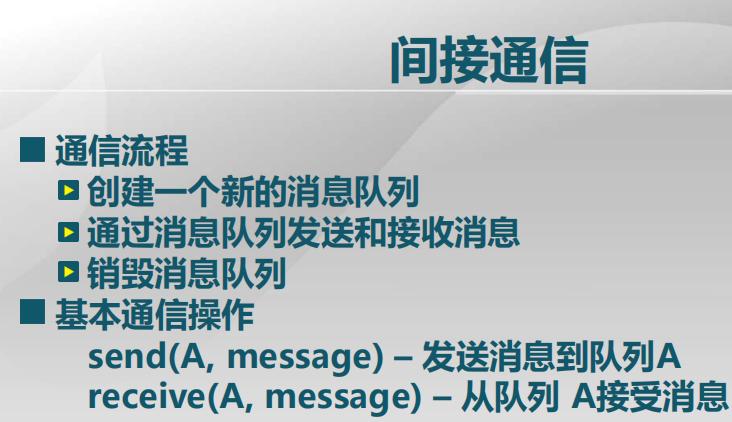 间接通信
通信流程
创建一个新的消息队列
通过消息队列发送和接收消息
销毁消息队列
基本通信操作
send(A, message) – 发送消息到队列A
receive(A, message) – 从队列 A接受消息